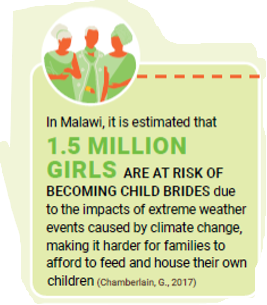 In Malawi, it is estimated that
1.5 MILLION
GIRLS ARE AT RISK OF
BECOMING CHILD BRIDES due
to the impacts of extreme weather
events caused by climate change,
making it harder for families to
afford to feed and house their own
children (Chamberlain, G., 2017)